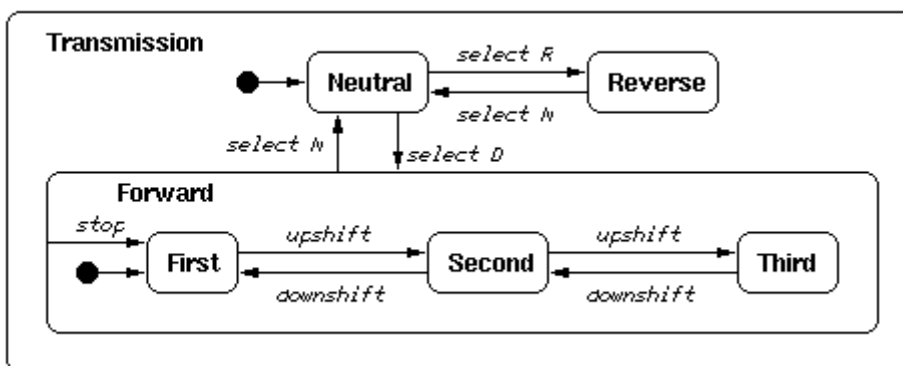 Transmission
select R
Neutral
Reverse
select N
select N
select D
Forward
stop
upshift
upshift
First
Second
Third
downshift
downshift